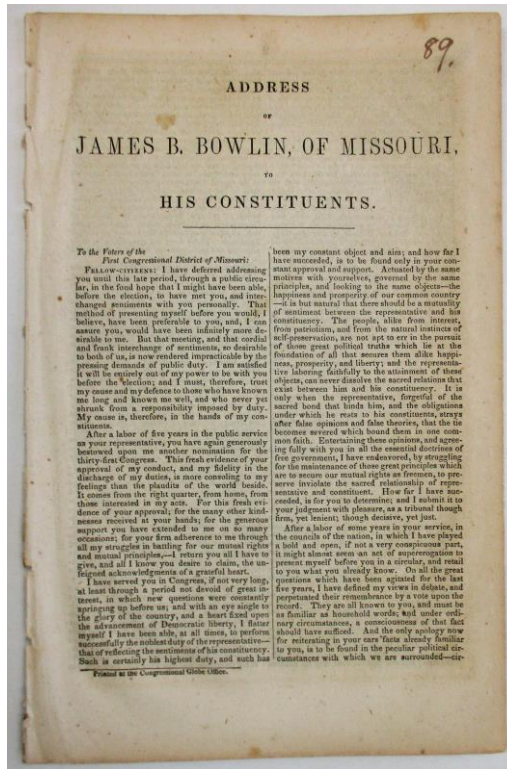 89.
ADDRESS
OF
JAMES B. BOWLIN, OF MISSOURI,
TO
HIS CONSTITUENTS.
To the Voters of the
First Congressional District of Missouri:
FELLOW-CITIZENS: I have deferred addressing
you until this late period, through a public circu-
lar, in the fond hope that I might have been able,
before the election, to have met you, and inter-
changed sentiments with you personally. That
method of presenting myself before you would, I
believe, have been preferable to you, and, I can
assure you, would have been infinitely more de-
sirable to me. But that meeting, and that cordial
and frank interchange of sentiments, so desirable
to both of us, is now rendered impracticable by the
pressing demands of public duty. I am satisfied
it will be entirely out of my power to be with you
before the election; and I must, therefore, trust
my cause and my defence to those who have known
me long and known me well, and who never yet
shrunk from a responsibility imposed by duty.
My cause is, therefore, in the hands of my con-
stituents.
After a labor of five years in the public service
as your representative, you have again generously
bestowed upon me another nomination for the
thirty-first Congress. This fresh evidence of your
approval of my conduct, and my fidelity in the
discharge of my duties, is more consoling to my
feelings than the plaudits of the world beside.
It comes from the right quarter, from home, from
those interested in my acts. For this fresh evi-
dence of your approval; for the many other kind-
nesses received at your hands; for the generous
support you have extended to me on so many
occasions; for your firm adherence to me through
all my struggles in battling for our mutual rights
and mutual principles,—I return you all I have to
give, and all I know you desire to claim, the un-
feigned acknowledgments of a grateful heart.
I have served you in Congress, if not very long,
at least through a period not devoid of great in-
terest, in which new questions were constantly
springing up before us; and with an eye single to
the glory of the country, and a heart fixed upon
the advancement of Democratic liberty, I flatter
myself I have been able, at all times, to perform
successfully the noblest duty of the representative—
that of reflecting the sentiments of his constituency.
Such is certainly his highest duty, and such has
Printed at the Congressional Globe Office.
been my constant object and aim; and how far I
have succeeded, is to be found only in your con-
stant approval and support. Actuated by the same
motives with yourselves, governed by the same
principles, and looking to the same objects—the
happiness and prosperity of our common country
—it is but natural that there should be a mutuality
of sentiment between the representative and his
constituency. The people, alike from interest,
from patriotism, and from the natural instincts of
self-preservation, are not apt to err in the pursuit
of those great political truths which lie at the
foundation of all that secures them alike happi-
ness, prosperity, and liberty; and the representa-
tive laboring faithfully to the attainment of these
objects, can never dissolve the sacred relations that
exist between him and his constituency. It is
only when the representative, forgetful of the
sacred bond that binds him, and the obligations
under which he rests to his constituents, strays
after false opinions and false theories, that the tie
becomes severed which bound them in one com-
mon faith. Entertaining these opinions, and agree-
ing fully with you in all the essential doctrines of
free government, I have endeavored, by struggling
for the maintenance of those great principles which
are to secure our mutual rights as freemen, to pre-
serve inviolate the sacred relationship of repre-
sentative and constituent. How far I have suc-
ceeded, is for you to determine; and I submit it to
your judgment with pleasure, as a tribunal though
firm, yet lenient; though decisive, yet just.
After a labor of some years in your service, in
the councils of the nation, in which I have played
a bold and open, if not a very conspicuous part,
it might almost seem an act of supererogation to
present myself before you in a circular, and retail
to you what you already know. On all the great
questions which have been agitated for the last
five years, I have defined my views in debate, and
perpetuated their remembrance by a vote upon the
record. They are all known to you, and must be
as familiar as household words; and under ordi-
nary circumstances, a consciousness of that fact
should have sufficed. And the only apology now
for reiterating in your ears facts already familiar
to you, is to be found in the peculiar political cir-
cumstances with which we are surrounded—cir-